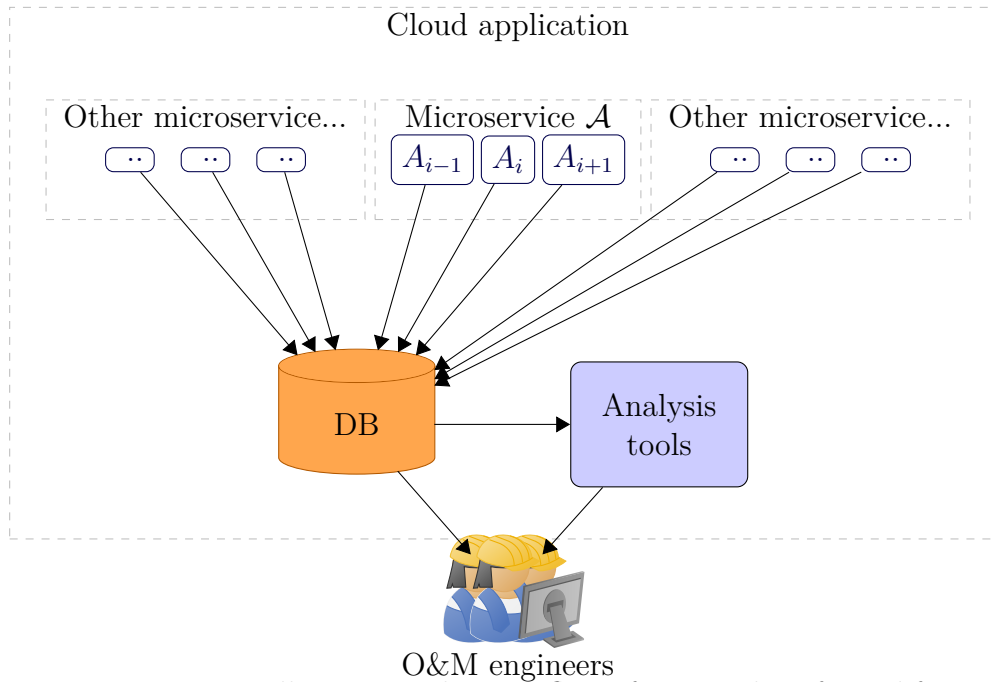 Cloud application
Other microservice...
Microservice 𝒜
Other microservice...
..
..
..
A_{i−1}
A_i
A_{i+1}
..
..
..
DB
Analysis
tools
O&M engineers